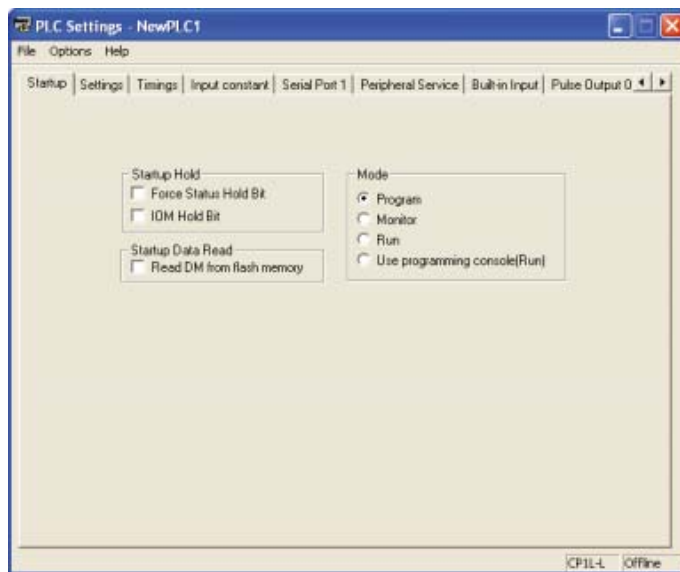 PLC Settings - NewPLC1
File Options Help
Startup Settings Timings Input constant Serial Port 1 Peripheral Service Built-in Input Pulse Output 0
Startup Hold
Force Status Hold Bit
IOM Hold Bit
Startup Data Read
Read DM from flash memory
Mode
Program
Monitor
Run
Use programming console(Run)
CP1L-L Offline